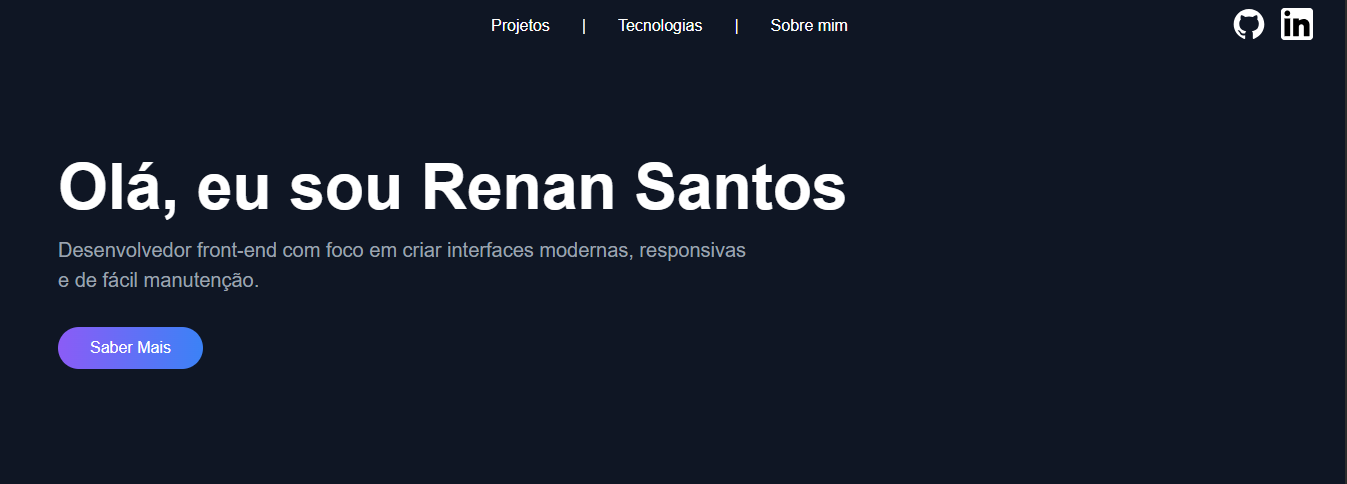 Projetos | Tecnologias | Sobre mim
in
Olá, eu sou Renan Santos
Desenvolvedor front-end com foco em criar interfaces modernas, responsivas
e de fácil manutenção.
Saber Mais